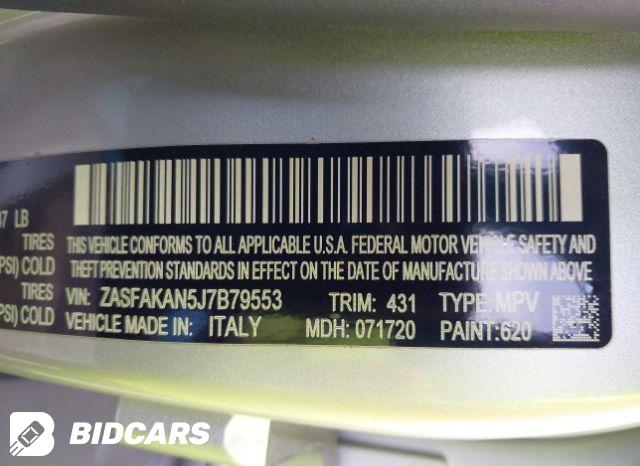 47 LB
TIRES
PSI) COLD
TIRES
PSI) COLD
THIS VEHICLE CONFORMS TO ALL APPLICABLE U.S.A. FEDERAL MOTOR VEHICLE SAFETY AND
THEFT PREVENTION STANDARDS IN EFFECT ON THE DATE OF MANUFACTURE SHOWN ABOVE
VIN: ZASFAKAN5J7B79553 TRIM: 431 TYPE: MPV
VEHICLE MADE IN: ITALY MDH: 071720 PAINT:620
BIDCARS